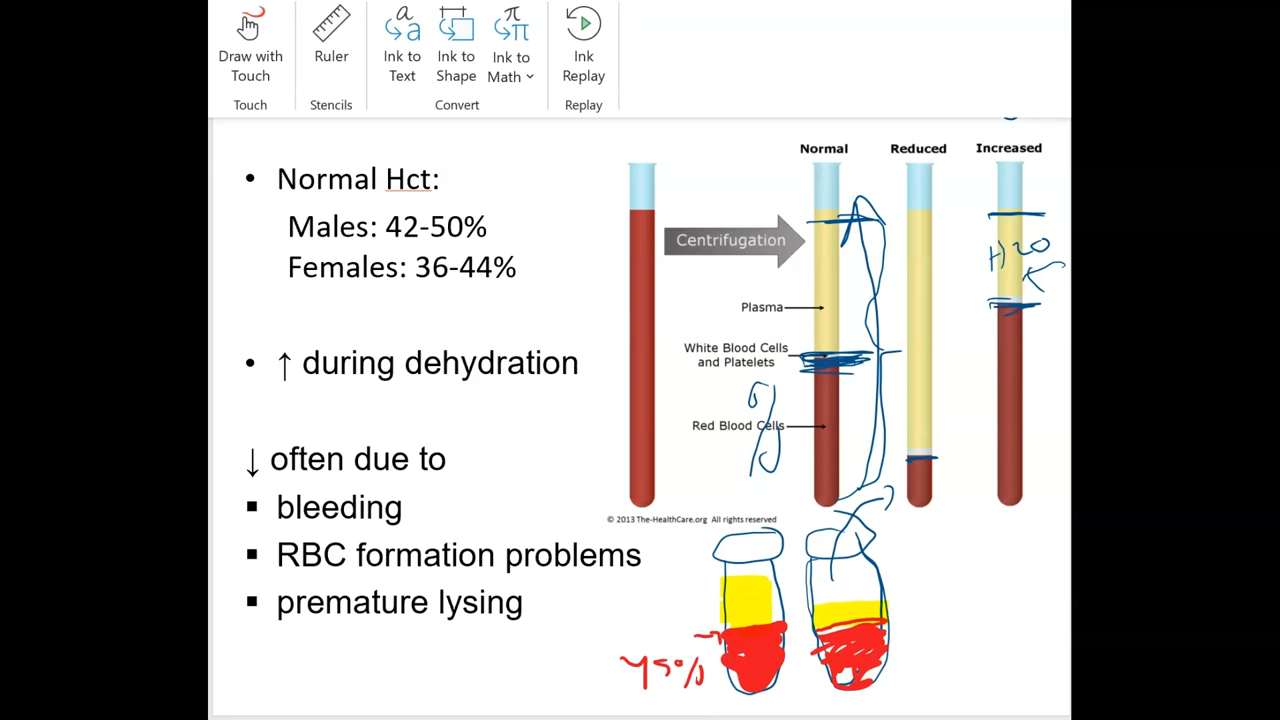 Draw with
Touch
Ruler
Ink to
Text
Ink to
Shape
Ink to
Math
Ink
Replay
Touch
Stencils
Convert
Replay
• Normal Hct:
Males: 42-50%
Females: 36-44%
• ↑ during dehydration
↓ often due to
▪ bleeding
▪ RBC formation problems
▪ premature lysing
Normal
Reduced
Increased
Centrifugation
Plasma
White Blood Cells
and Platelets
Red Blood Cells
H2O
%
© 2013 The-HealthCare.org All rights reserved
45%